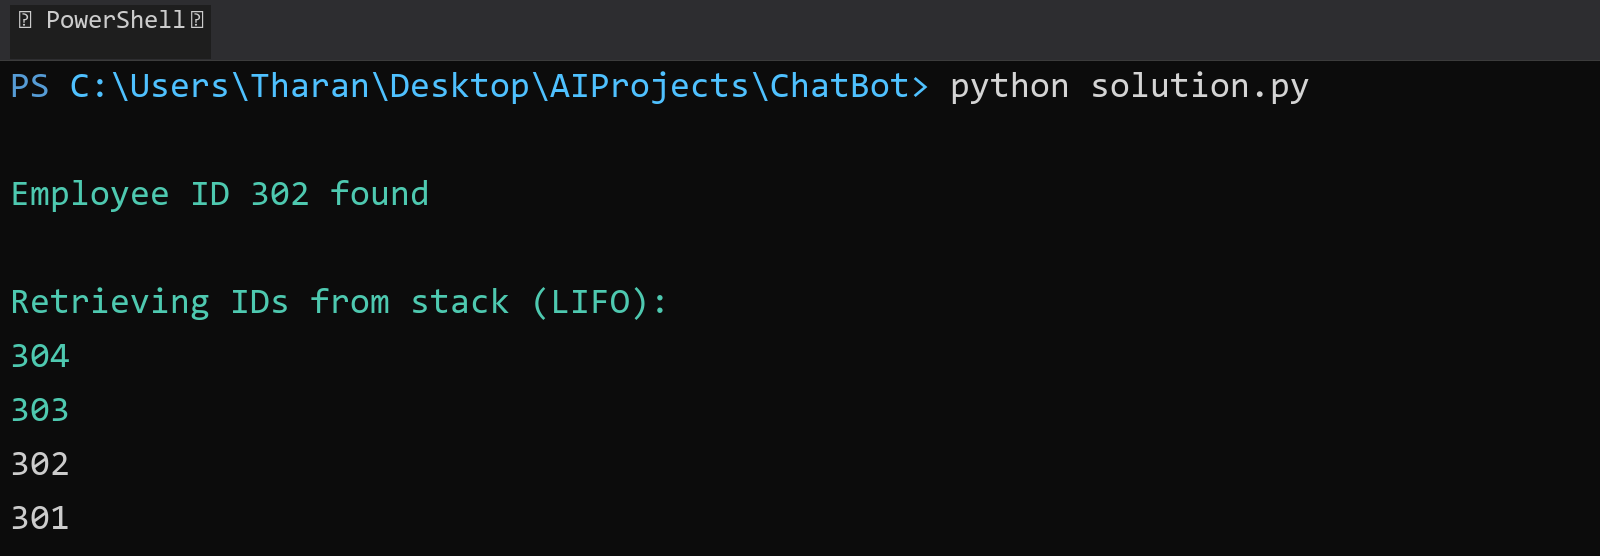 PowerShell
PS C:\Users\Tharan\Desktop\AIProjects\ChatBot> python solution.py
Employee ID 302 found
Retrieving IDs from stack (LIFO):
304
303
302
301